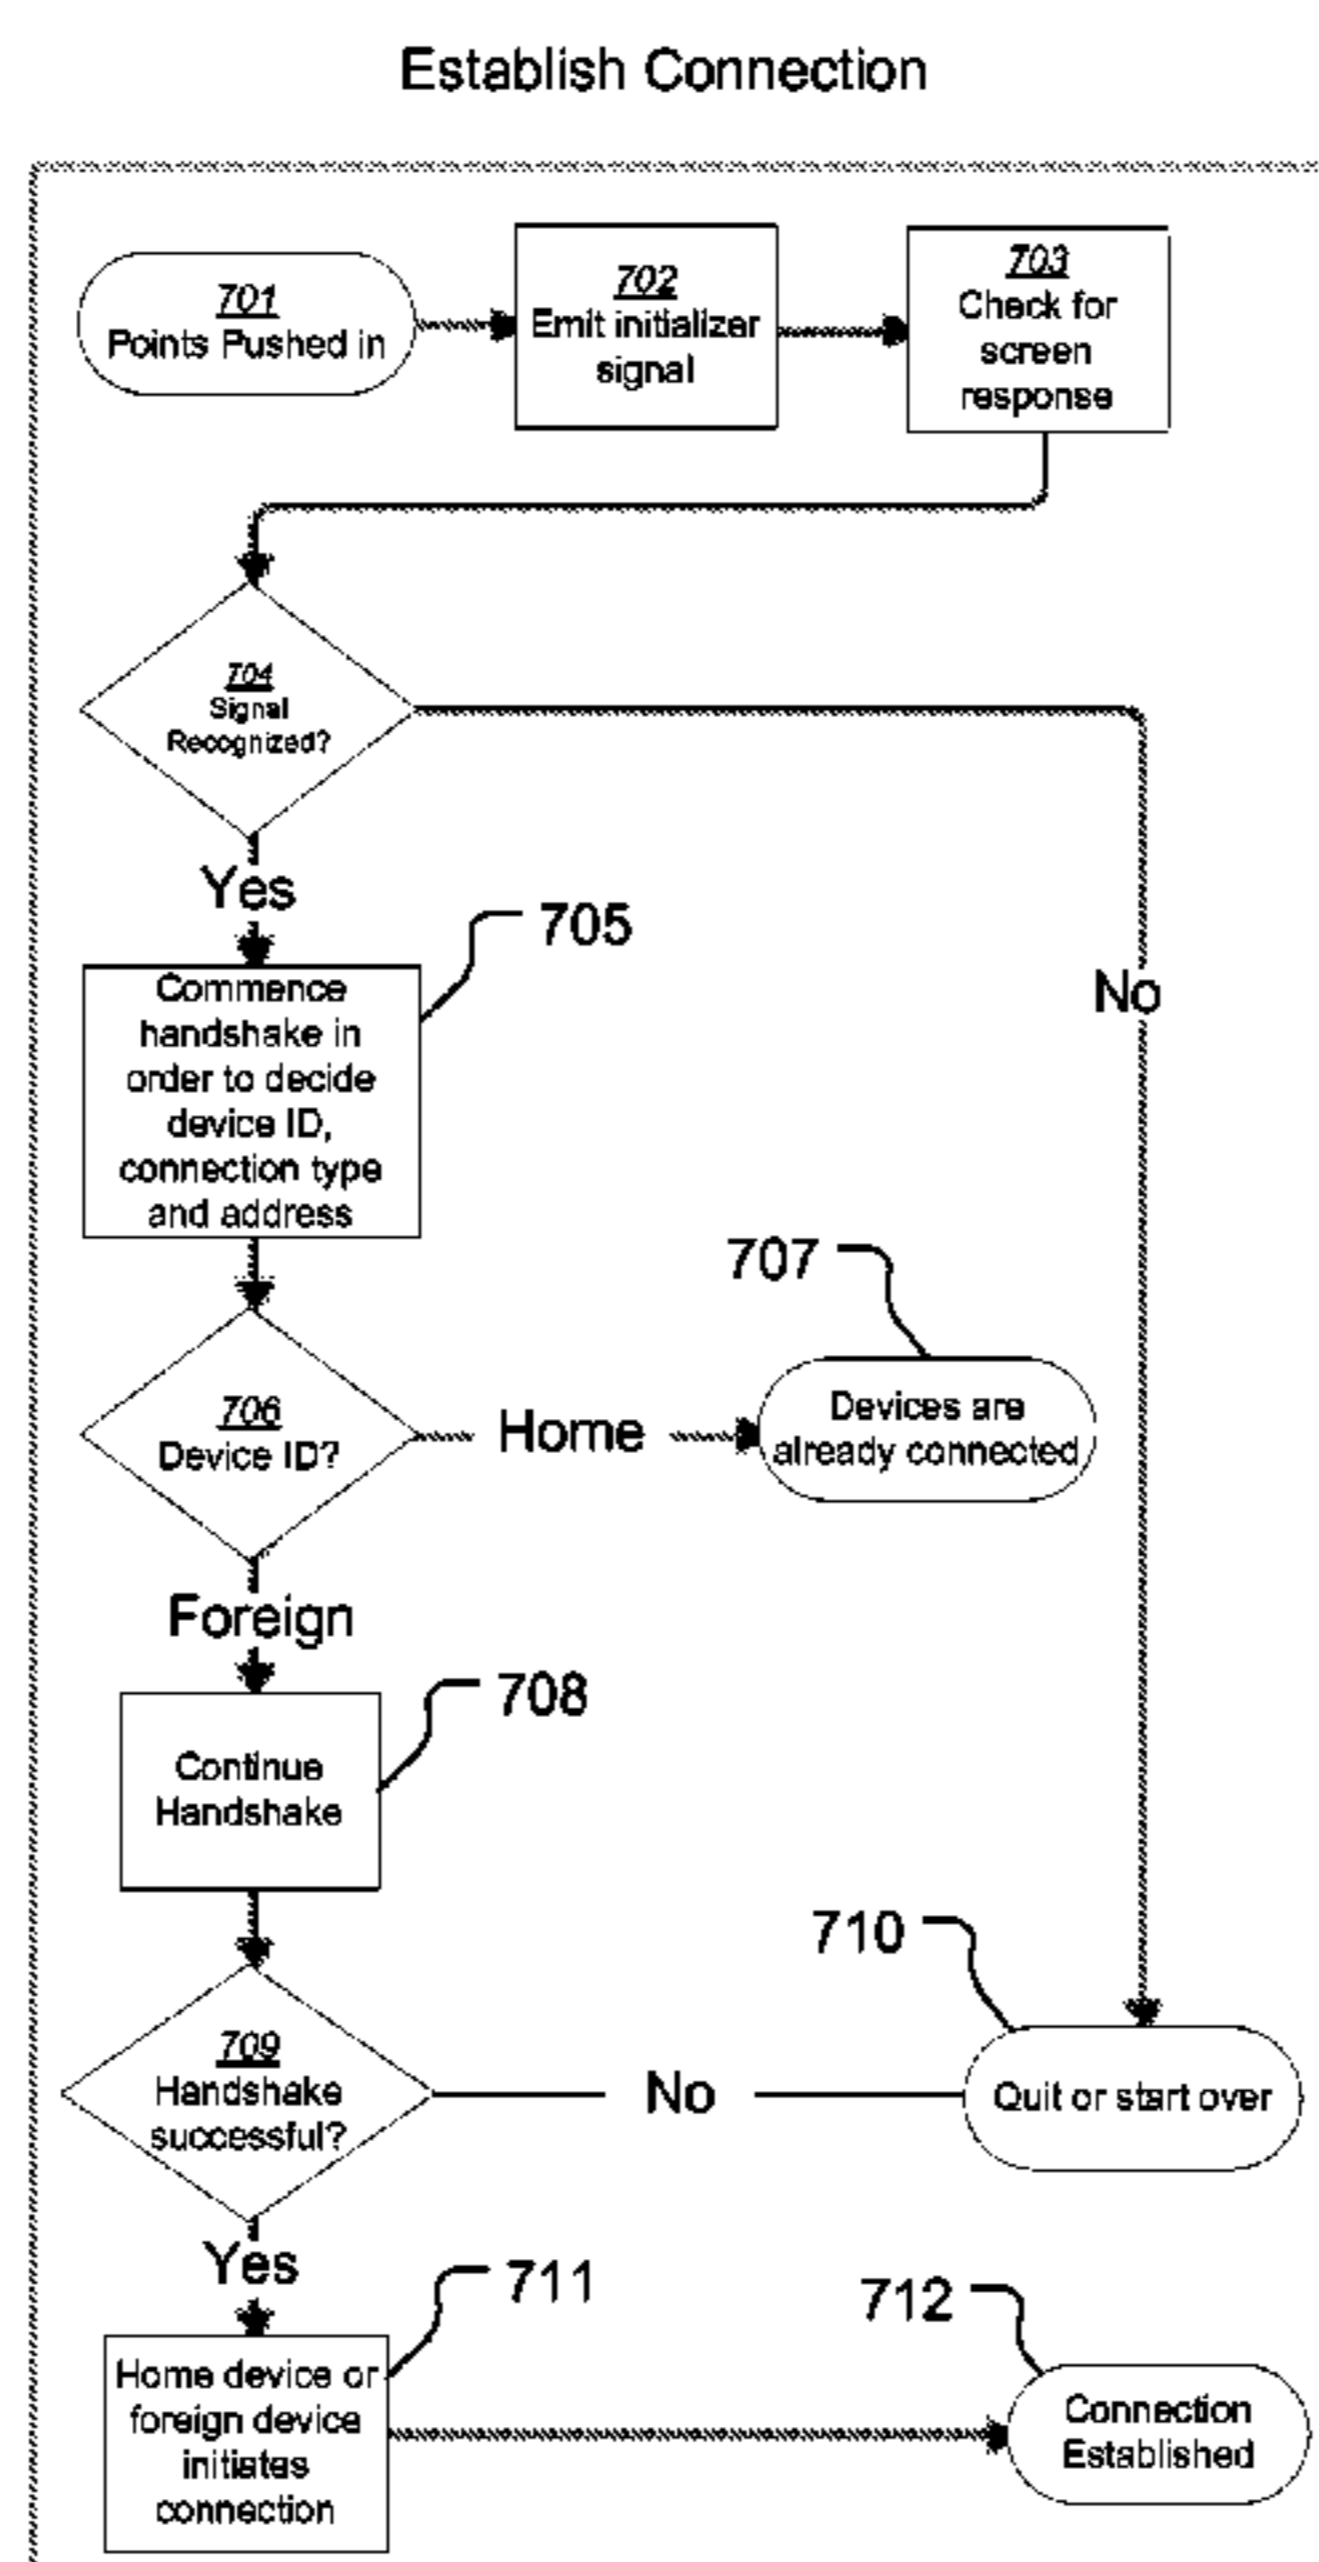 Establish Connection
701
Points Pushed in
702
Emit initializer
signal
703
Check for
screen
response
704
Signal
Recognized?
Yes
No
705
Commence
handshake in
order to decide
device ID,
connection type
and address
706
Device ID?
Home
707
Devices are
already connected
Foreign
708
Continue
Handshake
709
Handshake
successful?
No
710
Quit or start over
Yes
711
Home device or
foreign device
initiates
connection
712
Connection
Established